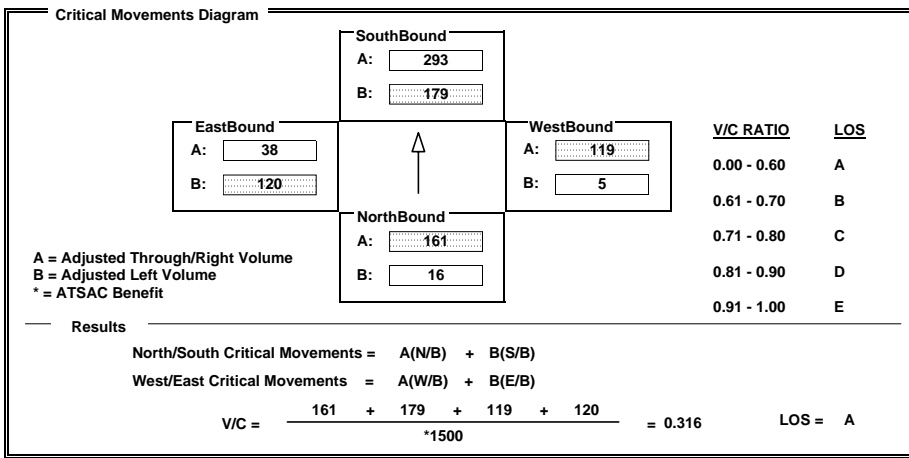 Critical Movements Diagram
SouthBound
A: 293
B: 179
EastBound
A: 38
B: 120
WestBound
A: 119
B: 5
NorthBound
A: 161
B: 16
V/C RATIO LOS
0.00 - 0.60 A
0.61 - 0.70 B
0.71 - 0.80 C
0.81 - 0.90 D
0.91 - 1.00 E
A = Adjusted Through/Right Volume
B = Adjusted Left Volume
* = ATSAC Benefit
Results
North/South Critical Movements = A(N/B) + B(S/B)
West/East Critical Movements = A(W/B) + B(E/B)
V/C = 161 + 179 + 119 + 120 = 0.316 LOS = A
*1500